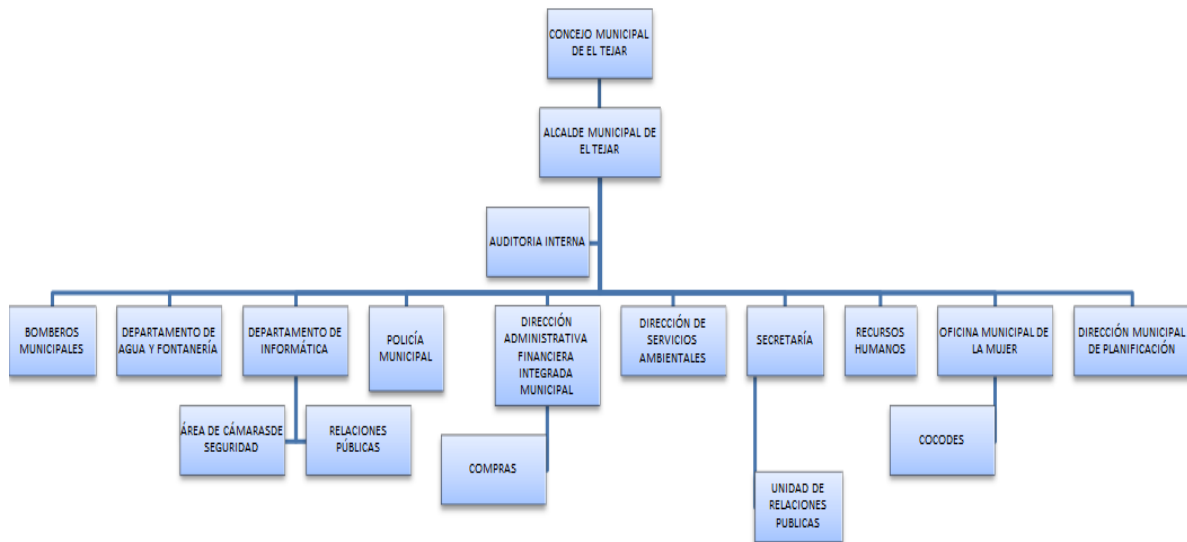 CONCEJO MUNICIPAL
DE EL TEJAR
ALCALDE MUNICIPAL DE
EL TEJAR
AUDITORIA INTERNA
BOMBEROS
MUNICIPALES
DEPARTAMENTO DE
AGUA Y FONTANERÍA
DEPARTAMENTO DE
INFORMÁTICA
POLICÍA
MUNICIPAL
DIRECCIÓN
ADMINISTRATIVA
FINANCIERA
INTEGRADA
MUNICIPAL
DIRECCIÓN DE
SERVICIOS
AMBIENTALES
SECRETARÍA
RECURSOS
HUMANOS
OFICINA MUNICIPAL DE
LA MUJER
DIRECCIÓN MUNICIPAL
DE PLANIFICACIÓN
ÁREA DE CÁMARASDE
SEGURIDAD
RELACIONES
PÚBLICAS
COMPRAS
UNIDAD DE
RELACIONES
PUBLICAS
COCODES